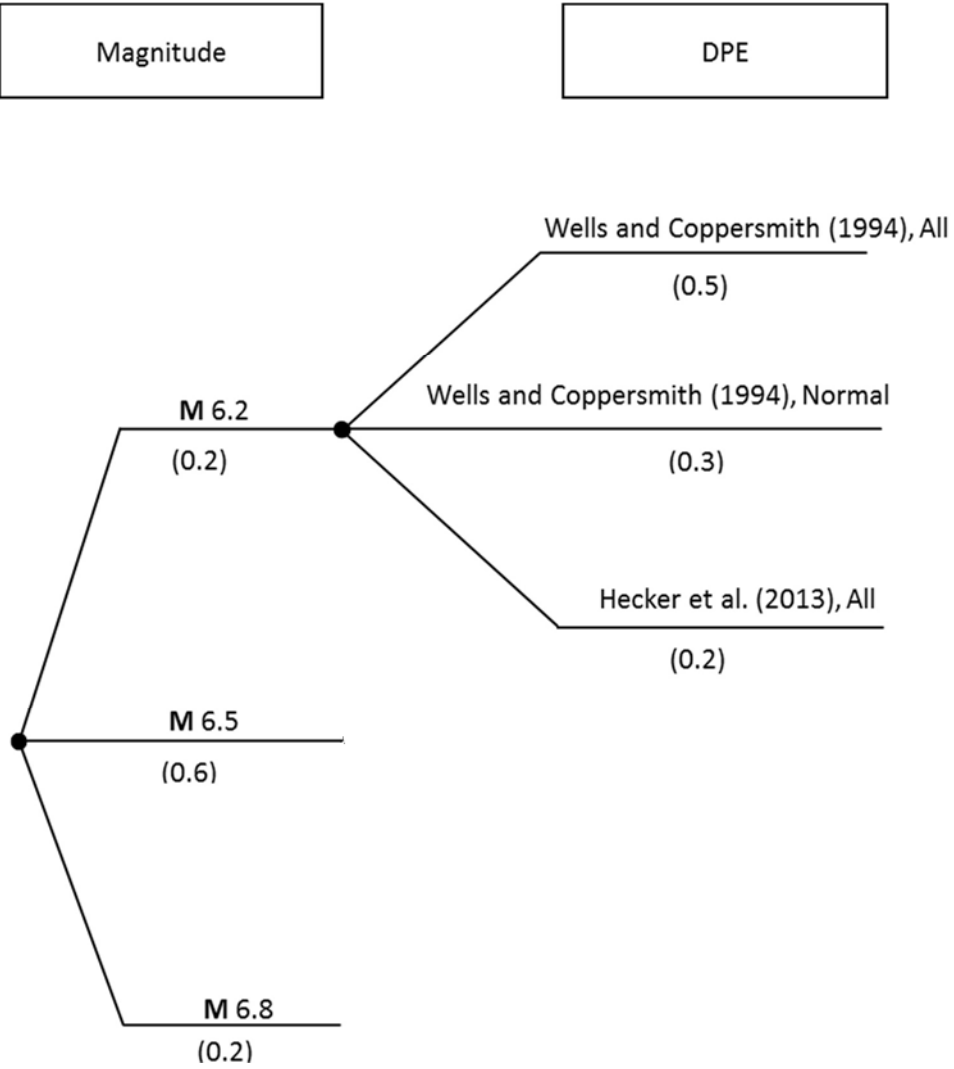 Magnitude
DPE
Wells and Coppersmith (1994), All
(0.5)
Wells and Coppersmith (1994), Normal
M 6.2
(0.2)
(0.3)
Hecker et al. (2013), All
(0.2)
M 6.5
(0.6)
M 6.8
(0.2)